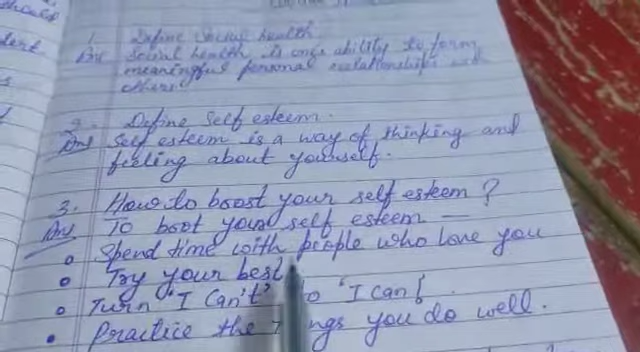 1. Define Social health
Ans Social health is ones ability to form
meaningful personal relationships with
others.
2. Define Self esteem.
Ans Self esteem is a way of thinking and
feeling about yourself.
3. How to boost your self esteem?
Ans To boot your self esteem —
• Spend time with people who love you
• Try your best
• Turn 'I Can't' to 'I can!
• Practice the things you do well.